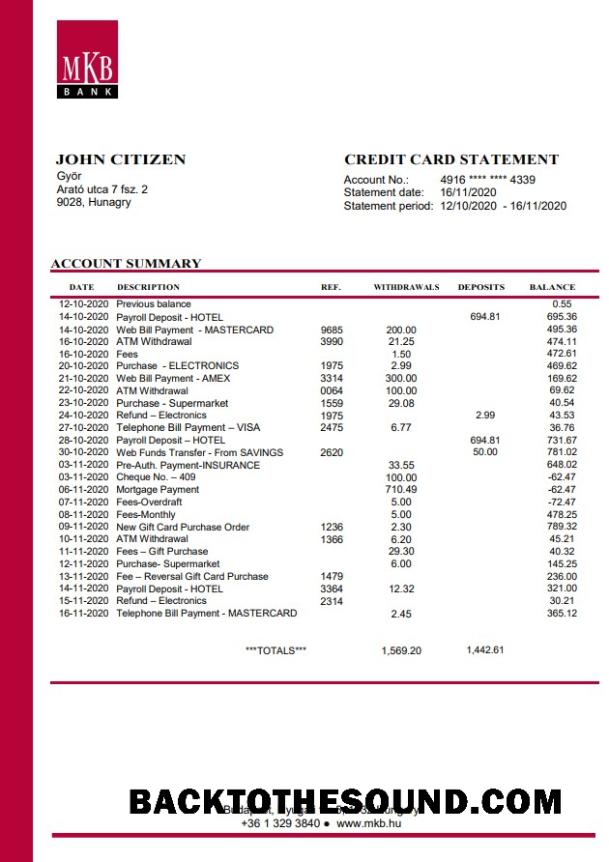 MKB
BANK
JOHN CITIZEN
Győr
Arató utca 7 fsz. 2
9028, Hunagry
CREDIT CARD STATEMENT
Account No.: 4916 **** **** 4339
Statement date: 16/11/2020
Statement period: 12/10/2020 - 16/11/2020
ACCOUNT SUMMARY
DATE DESCRIPTION REF. WITHDRAWALS DEPOSITS BALANCE
12-10-2020 Previous balance 0.55
14-10-2020 Payroll Deposit - HOTEL 694.81 695.36
14-10-2020 Web Bill Payment - MASTERCARD 9685 200.00 495.36
16-10-2020 ATM Withdrawal 3990 21.25 474.11
16-10-2020 Fees 1.50 472.61
20-10-2020 Purchase - ELECTRONICS 1975 2.99 469.62
21-10-2020 Web Bill Payment - AMEX 3314 300.00 169.62
22-10-2020 ATM Withdrawal 0064 100.00 69.62
23-10-2020 Purchase - Supermarket 1559 29.08 40.54
24-10-2020 Refund – Electronics 1975 2.99 43.53
27-10-2020 Telephone Bill Payment – VISA 2475 6.77 36.76
28-10-2020 Payroll Deposit – HOTEL 694.81 731.67
30-10-2020 Web Funds Transfer - From SAVINGS 2620 50.00 781.02
03-11-2020 Pre-Auth. Payment-INSURANCE 33.55 648.02
03-11-2020 Cheque No. – 409 100.00 -62.47
06-11-2020 Mortgage Payment 710.49 -62.47
07-11-2020 Fees-Overdraft 5.00 -72.47
08-11-2020 Fees-Monthly 5.00 478.25
09-11-2020 New Gift Card Purchase Order 1236 2.30 789.32
10-11-2020 ATM Withdrawal 1366 6.20 45.21
11-11-2020 Fees – Gift Purchase 29.30 40.32
12-11-2020 Purchase- Supermarket 6.00 145.25
13-11-2020 Fee – Reversal Gift Card Purchase 1479 236.00
14-11-2020 Payroll Deposit - HOTEL 3364 12.32 321.00
15-11-2020 Refund – Electronics 2314 30.21
16-11-2020 Telephone Bill Payment - MASTERCARD 2.45 365.12
***TOTALS*** 1,569.20 1,442.61
BACKTOTHESOUND.COM
+36 1 329 3840 ● www.mkb.hu